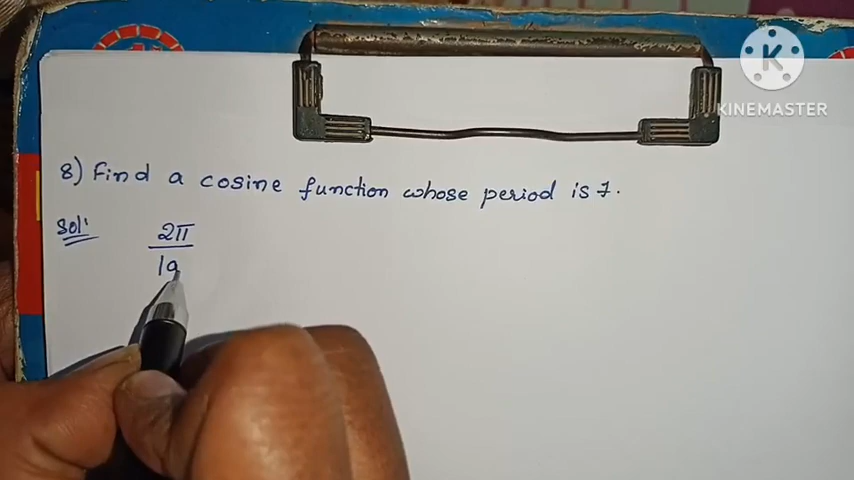 KINEMASTER
8) Find a cosine function whose period is 7.
Sol:
2π
|a